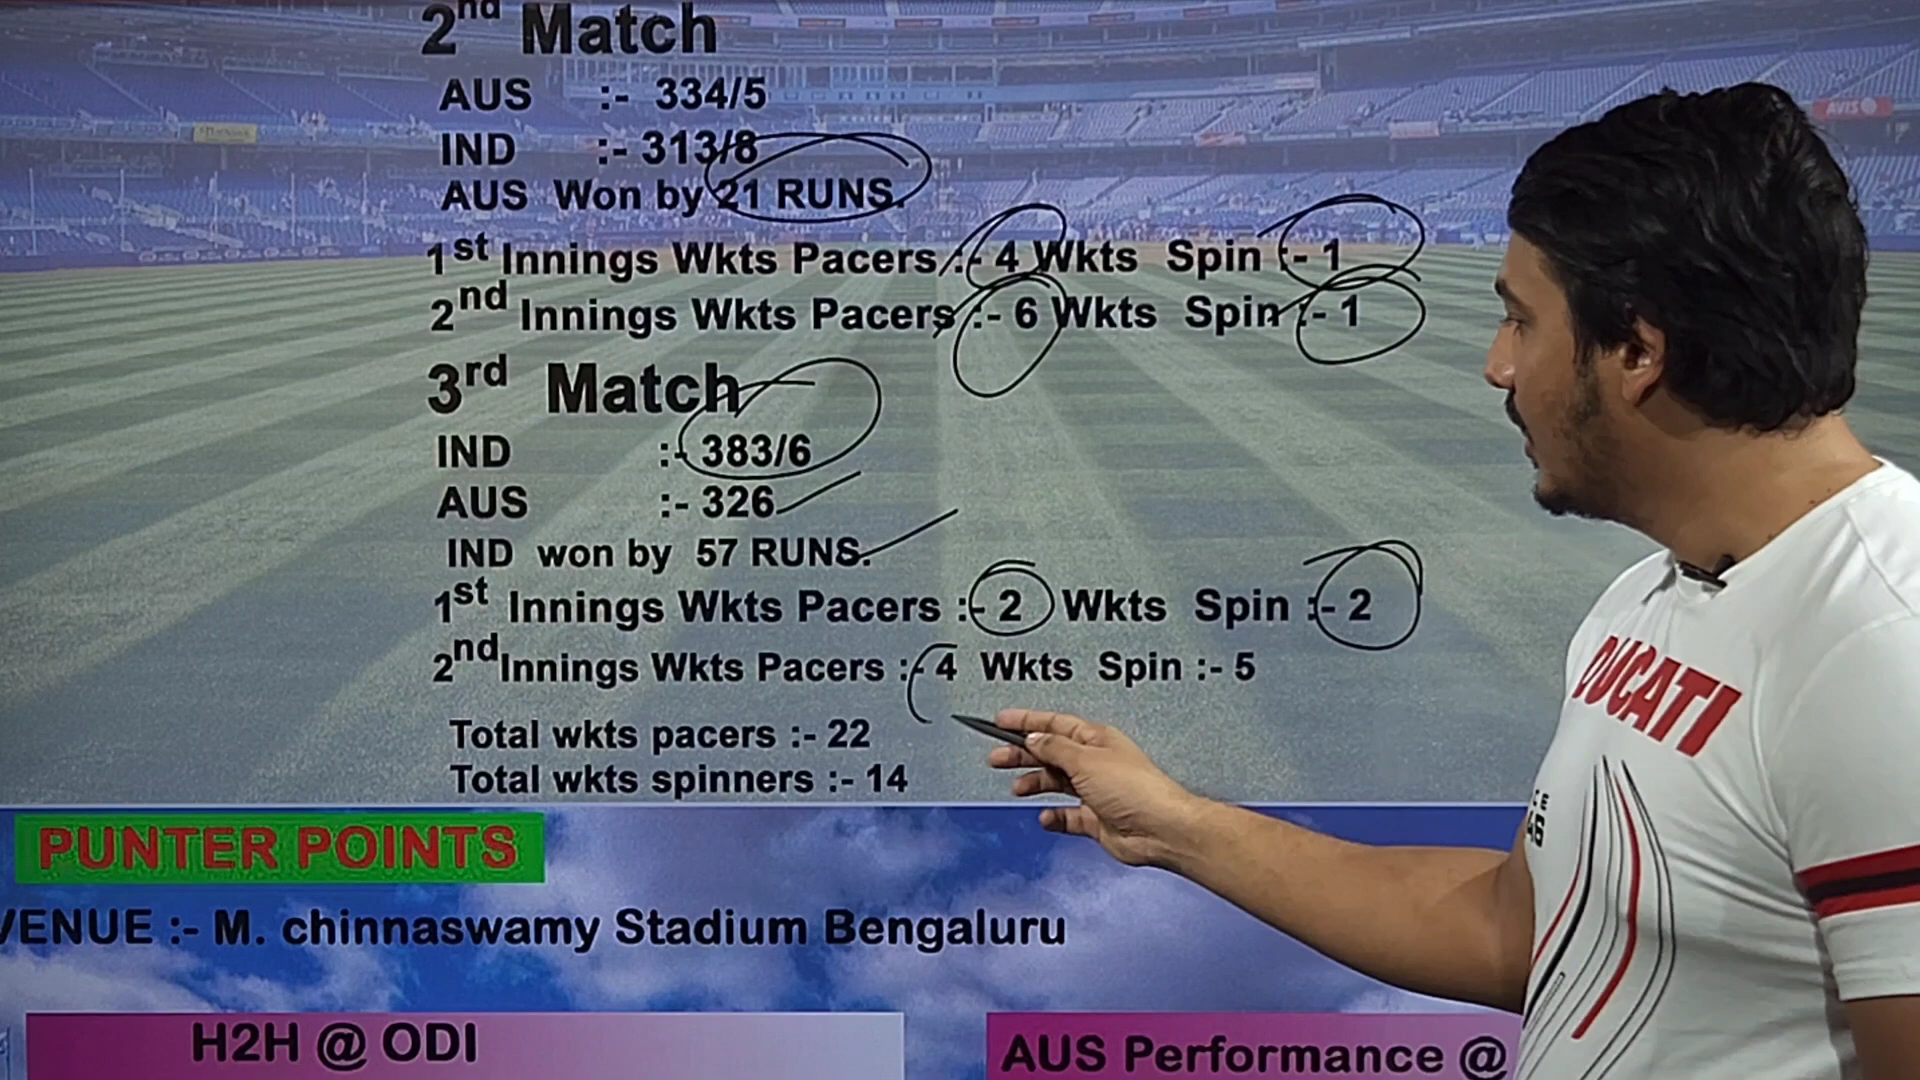 2nd Match
AUS :- 334/5
IND :- 313/8
AUS Won by 21 RUNS.
1st Innings Wkts Pacers :- 4 Wkts Spin :- 1
2nd Innings Wkts Pacers :- 6 Wkts Spin :- 1
3rd Match
IND :- 383/6
AUS :- 326
IND won by 57 RUNS.
1st Innings Wkts Pacers :- 2 Wkts Spin :- 2
2nd Innings Wkts Pacers :- 4 Wkts Spin :- 5
Total wkts pacers :- 22
Total wkts spinners :- 14
PUNTER POINTS
VENUE :- M. chinnaswamy Stadium Bengaluru
H2H @ ODI
AUS Performance @
AVIS
DUCATI
46